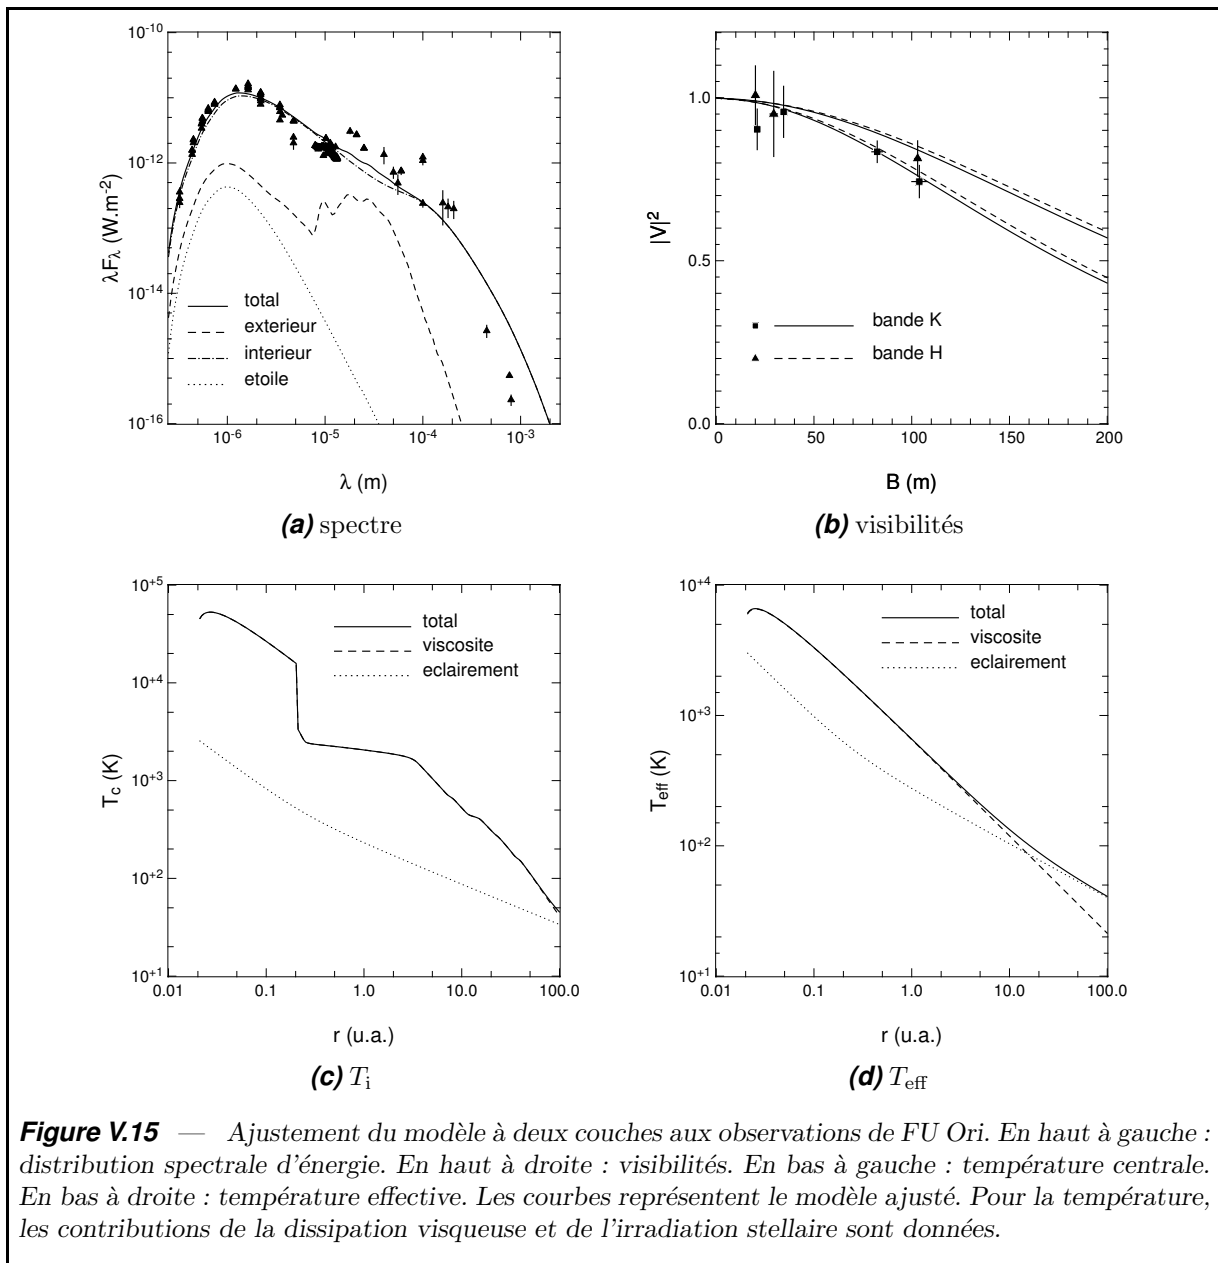 10-10
10-12
10-14
10-16
λFλ (W.m-2)
total
exterieur
interieur
etoile
10-6
10-5
10-4
10-3
λ (m)
(a) spectre
1.0
0.5
0.0
|V|2
bande K
bande H
0
50
100
150
200
B (m)
(b) visibilités
10+5
10+4
10+3
10+2
10+1
Tc (K)
total
viscosite
eclairement
0.01
0.1
1.0
10.0
100.0
r (u.a.)
(c) Ti
10+4
10+3
10+2
10+1
Teff (K)
total
viscosite
eclairement
0.01
0.1
1.0
10.0
100.0
r (u.a.)
(d) Teff
Figure V.15 — Ajustement du modèle à deux couches aux observations de FU Ori. En haut à gauche :
distribution spectrale d'énergie. En haut à droite : visibilités. En bas à gauche : température centrale.
En bas à droite : température effective. Les courbes représentent le modèle ajusté. Pour la température,
les contributions de la dissipation visqueuse et de l'irradiation stellaire sont données.